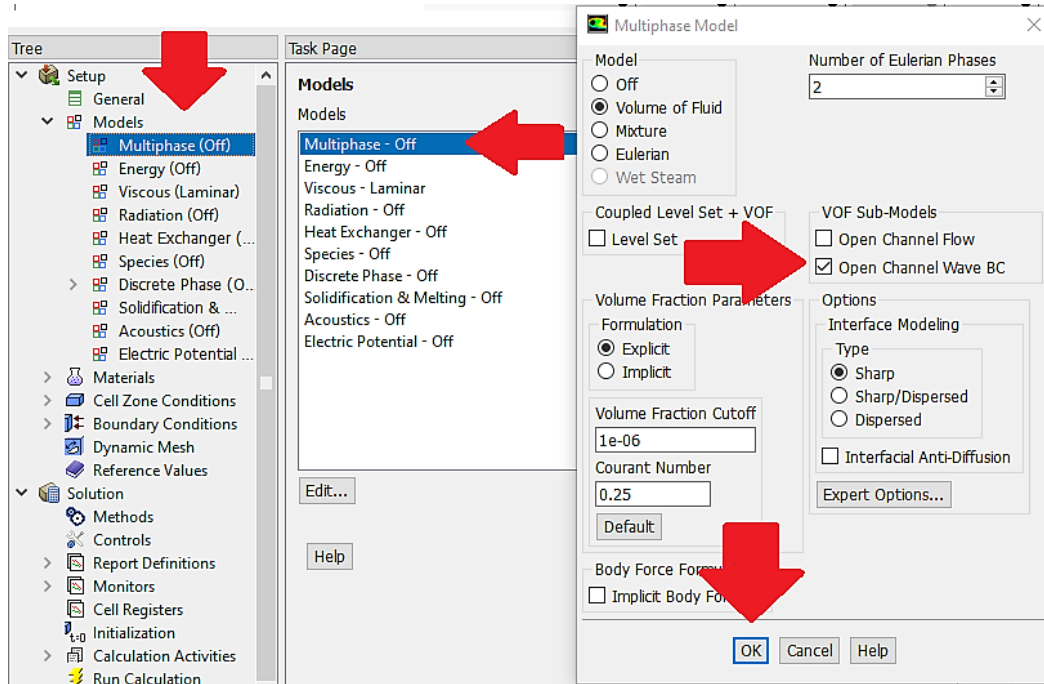 Tree
Setup
General
Models
Multiphase (Off)
Energy (Off)
Viscous (Laminar)
Radiation (Off)
Heat Exchanger (...
Species (Off)
Discrete Phase (O...
Solidification & ...
Acoustics (Off)
Electric Potential ...
Materials
Cell Zone Conditions
Boundary Conditions
Dynamic Mesh
Reference Values
Solution
Methods
Controls
Report Definitions
Monitors
Cell Registers
t=0 Initialization
Calculation Activities
Run Calculation
Task Page
Models
Models
Multiphase - Off
Energy - Off
Viscous - Laminar
Radiation - Off
Heat Exchanger - Off
Species - Off
Discrete Phase - Off
Solidification & Melting - Off
Acoustics - Off
Electric Potential - Off
Edit...
Help
Multiphase Model
Model
Off
Volume of Fluid
Mixture
Eulerian
Wet Steam
Number of Eulerian Phases
2
Coupled Level Set + VOF
Level Set
VOF Sub-Models
Open Channel Flow
Open Channel Wave BC
Volume Fraction Parameters
Formulation
Explicit
Implicit
Volume Fraction Cutoff
1e-06
Courant Number
0.25
Default
Options
Interface Modeling
Type
Sharp
Sharp/Dispersed
Dispersed
Interfacial Anti-Diffusion
Expert Options...
Body Force
Implicit Body
OK Cancel Help